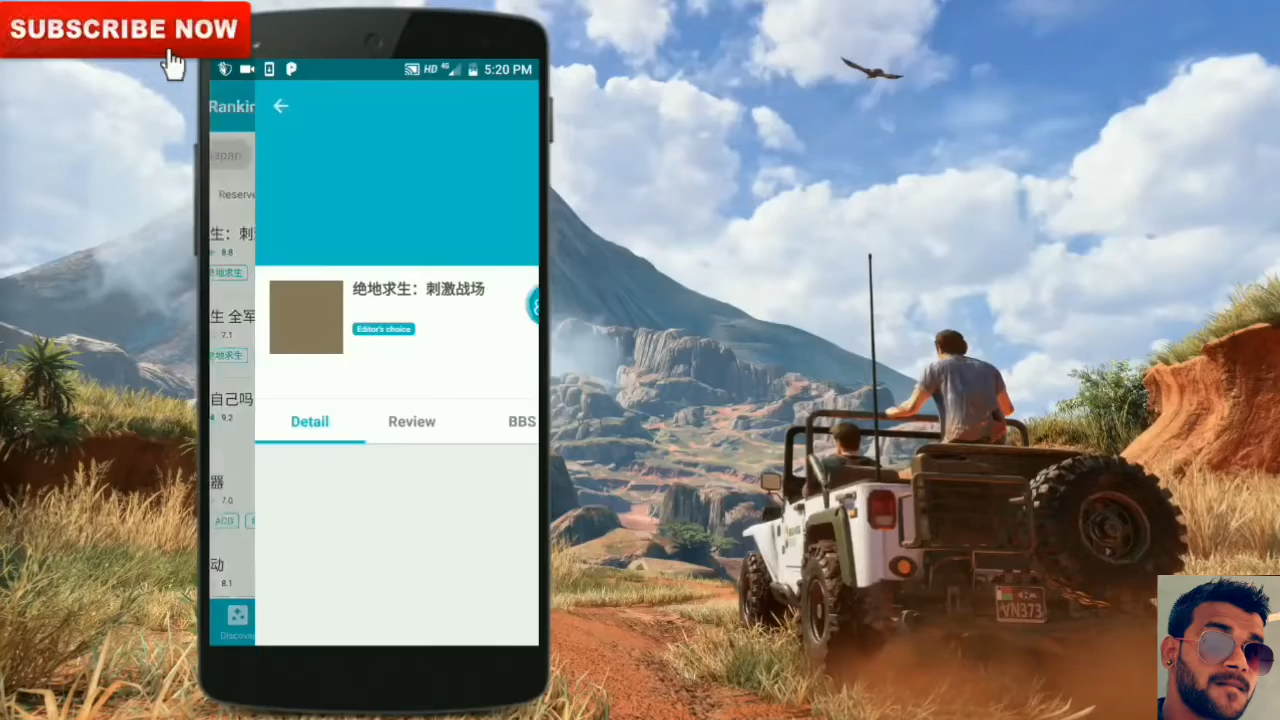 SUBSCRIBE NOW
HD 4G 5:20 PM
Rankin
Japan
Reserve
生：刺
8.8
绝地求生
生 全军
7.1
绝地求生
自己吗
9.2
器
7.0
ACG
动
8.1
Discove
绝地求生：刺激战场
Editor's choice
Detail Review BBS
VN373